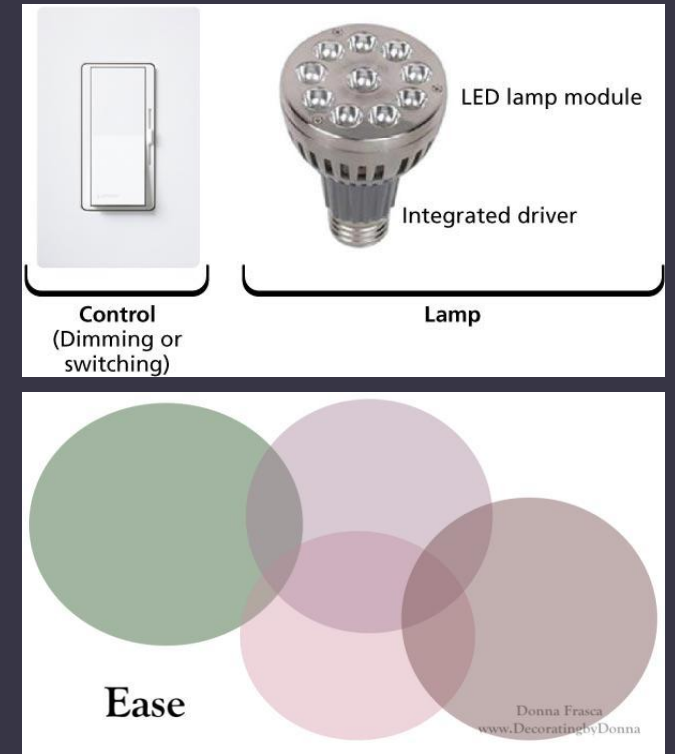 LED lamp module
Integrated driver
Control
(Dimming or
switching)
Lamp
Ease
Donna Frasca
www.DecoratingbyDonna